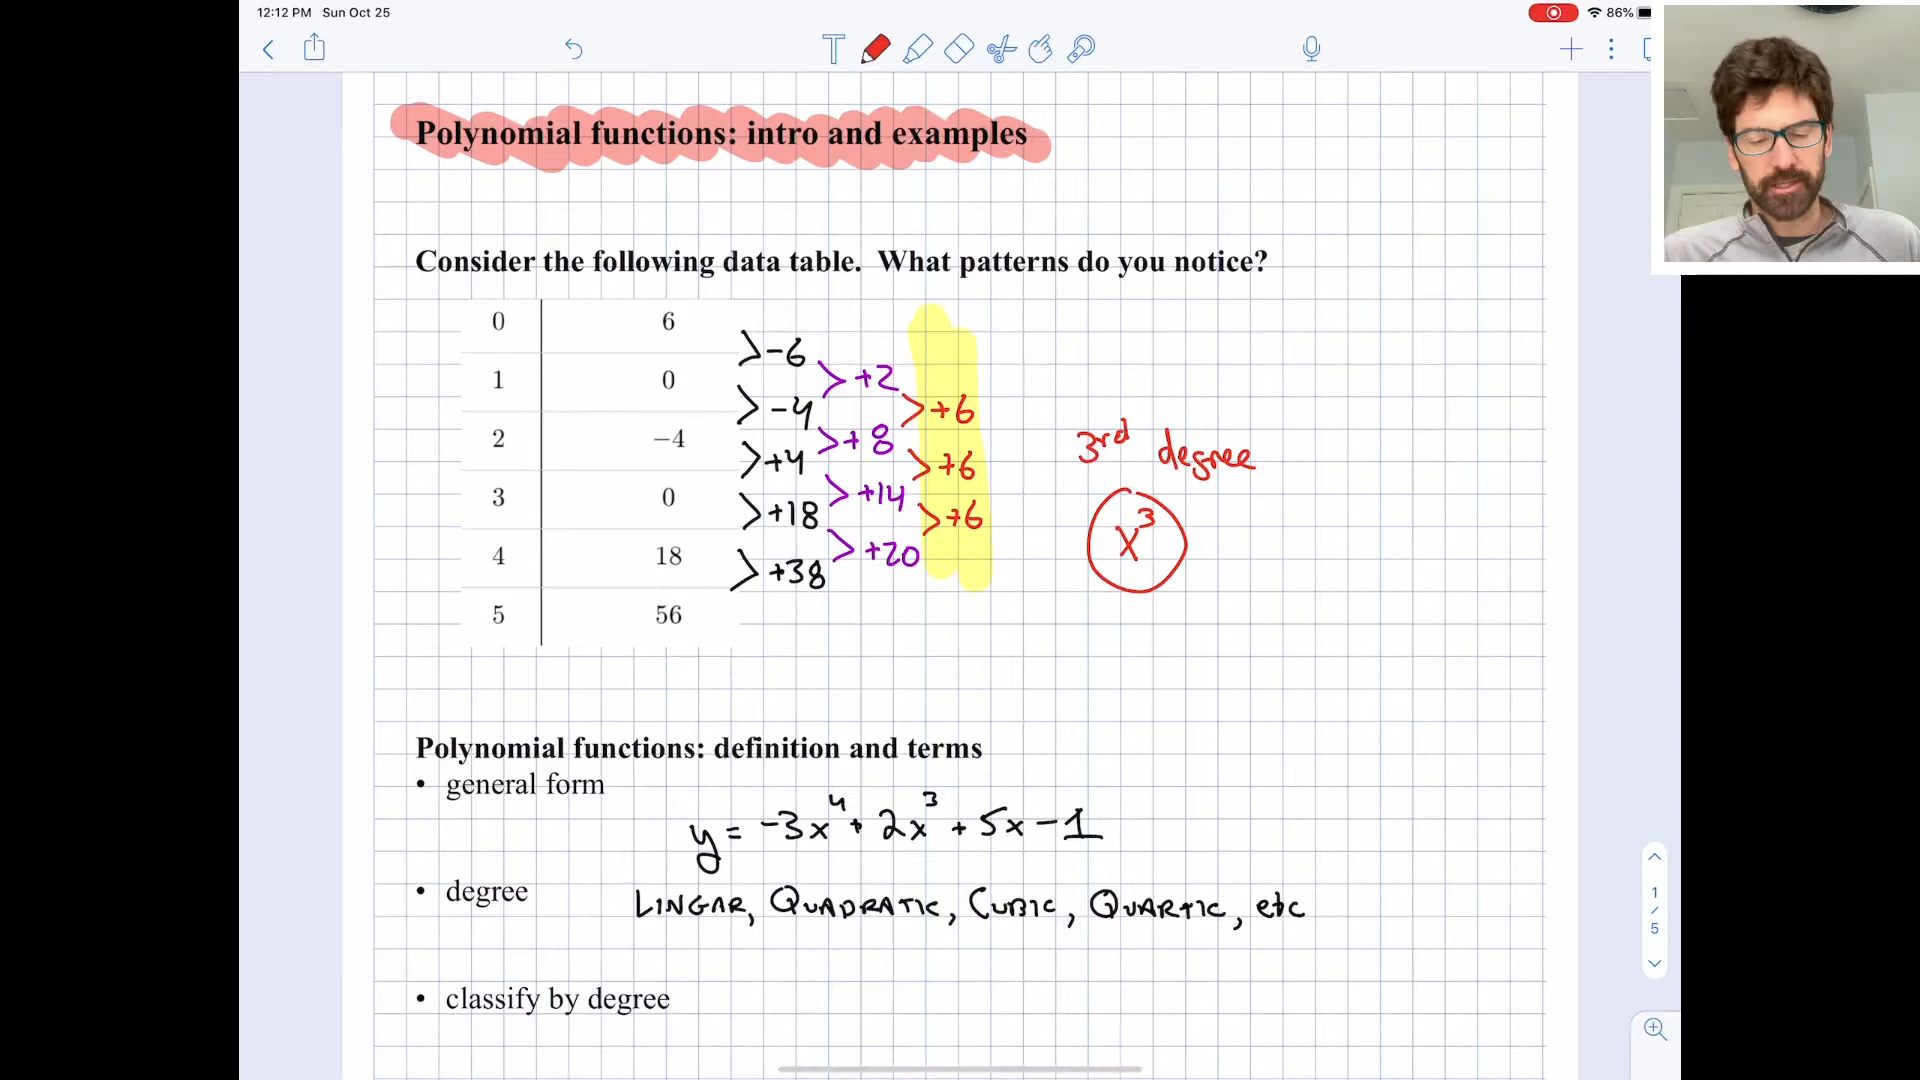 12:12 PM Sun Oct 25
86%
Polynomial functions: intro and examples
Consider the following data table. What patterns do you notice?
0 6
>-6
>+2
1 0
>-4
>+6
2 -4
>+8
>+4
>+6
3 0
>+14
>+18
>+6
4 18
>+20
>+38
5 56
3rd degree
x³
Polynomial functions: definition and terms
• general form
y = -3x⁴ + 2x³ + 5x - 1
• degree
LINEAR, QUADRATIC, CUBIC, QUARTIC, etc
• classify by degree
1
/
5